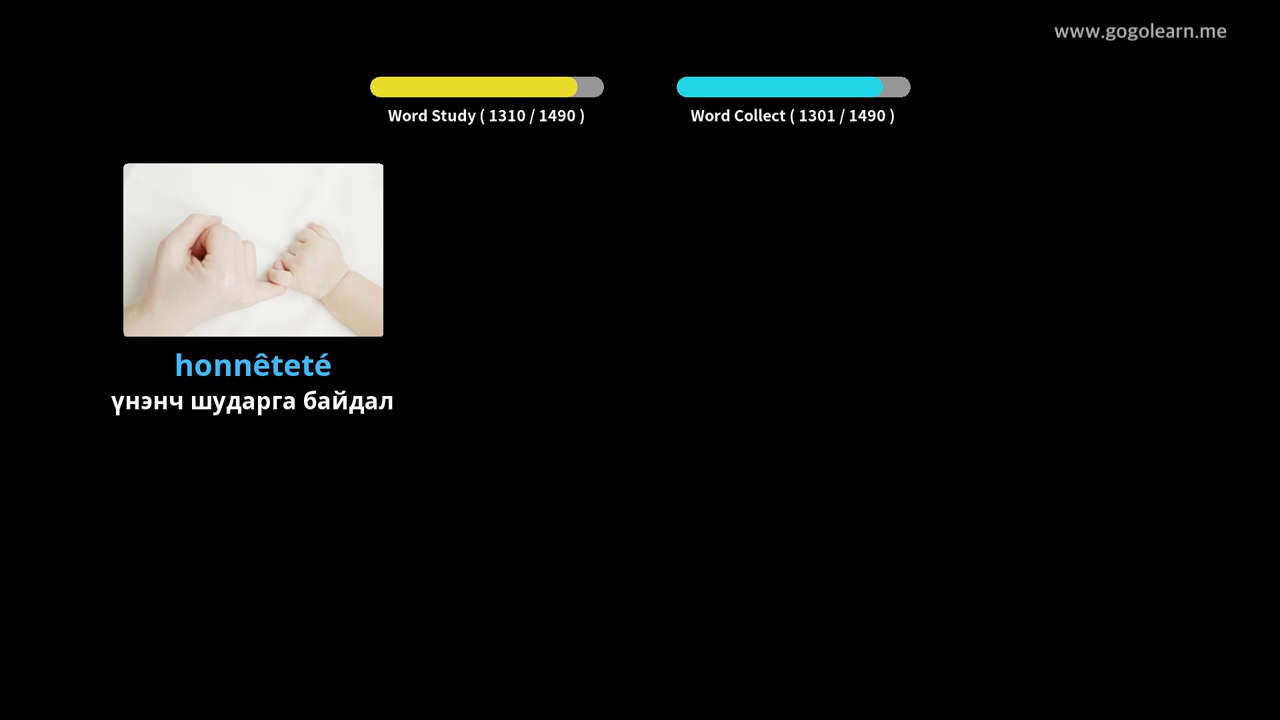 www.gogolearn.me
Word Study ( 1310 / 1490 )
Word Collect ( 1301 / 1490 )
honnêteté
үнэнч шударга байдал